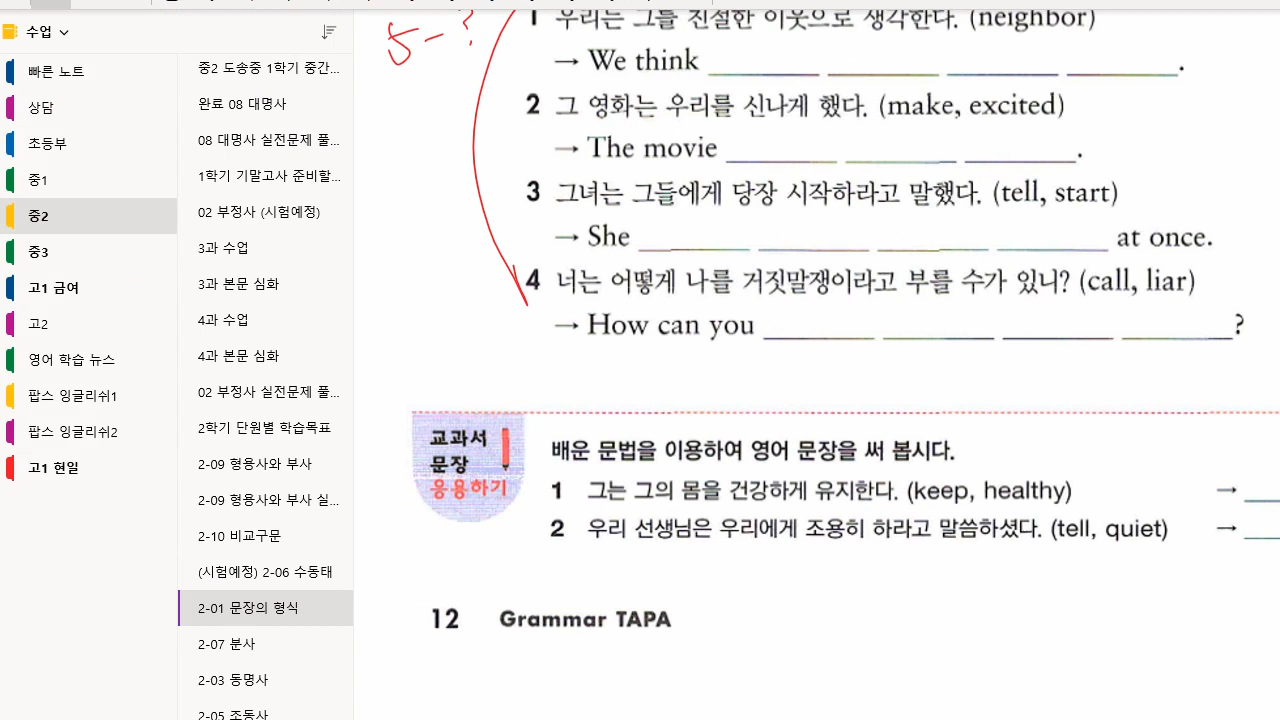 수업
빠른 노트
상담
초등부
중1
중2
중3
고1 금여
고2
영어 학습 뉴스
팝스 잉글리쉬1
팝스 잉글리쉬2
고1 현일
중2 도송중 1학기 중간...
완료 08 대명사
08 대명사 실전문제 풀...
1학기 기말고사 준비할...
02 부정사 (시험예정)
3과 수업
3과 본문 심화
4과 수업
4과 본문 심화
02 부정사 실전문제 풀...
2학기 단원별 학습목표
2-09 형용사와 부사
2-09 형용사와 부사 실...
2-10 비교구문
(시험예정) 2-06 수동태
2-01 문장의 형식
2-07 분사
2-03 동명사
2-05 조동사
5-?
1 우리는 그를 친절한 이웃으로 생각한다. (neighbor)
→ We think ____ ____ ____ ____.
2 그 영화는 우리를 신나게 했다. (make, excited)
→ The movie ____ ____ ____.
3 그녀는 그들에게 당장 시작하라고 말했다. (tell, start)
→ She ____ ____ ____ ____ at once.
4 너는 어떻게 나를 거짓말쟁이라고 부를 수가 있니? (call, liar)
→ How can you ____ ____ ____ ____?
교과서
문장
응용하기
배운 문법을 이용하여 영어 문장을 써 봅시다.
1 그는 그의 몸을 건강하게 유지한다. (keep, healthy) →
2 우리 선생님은 우리에게 조용히 하라고 말씀하셨다. (tell, quiet) →
12 Grammar TAPA